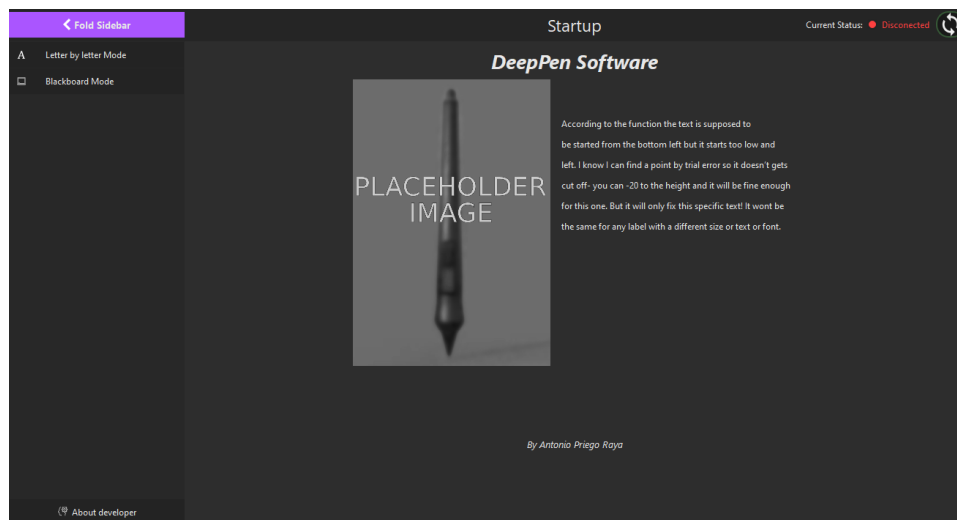 Fold Sidebar
Startup
Current Status: Disconected
A Letter by letter Mode
Blackboard Mode
DeepPen Software
PLACEHOLDER
IMAGE
According to the function the text is supposed to
be started from the bottom left but it starts too low and
left. I know I can find a point by trial error so it doesn't gets
cut off- you can -20 to the height and it will be fine enough
for this one. But it will only fix this specific text! It wont be
the same for any label with a different size or text or font.
By Antonio Priego Raya
About developer